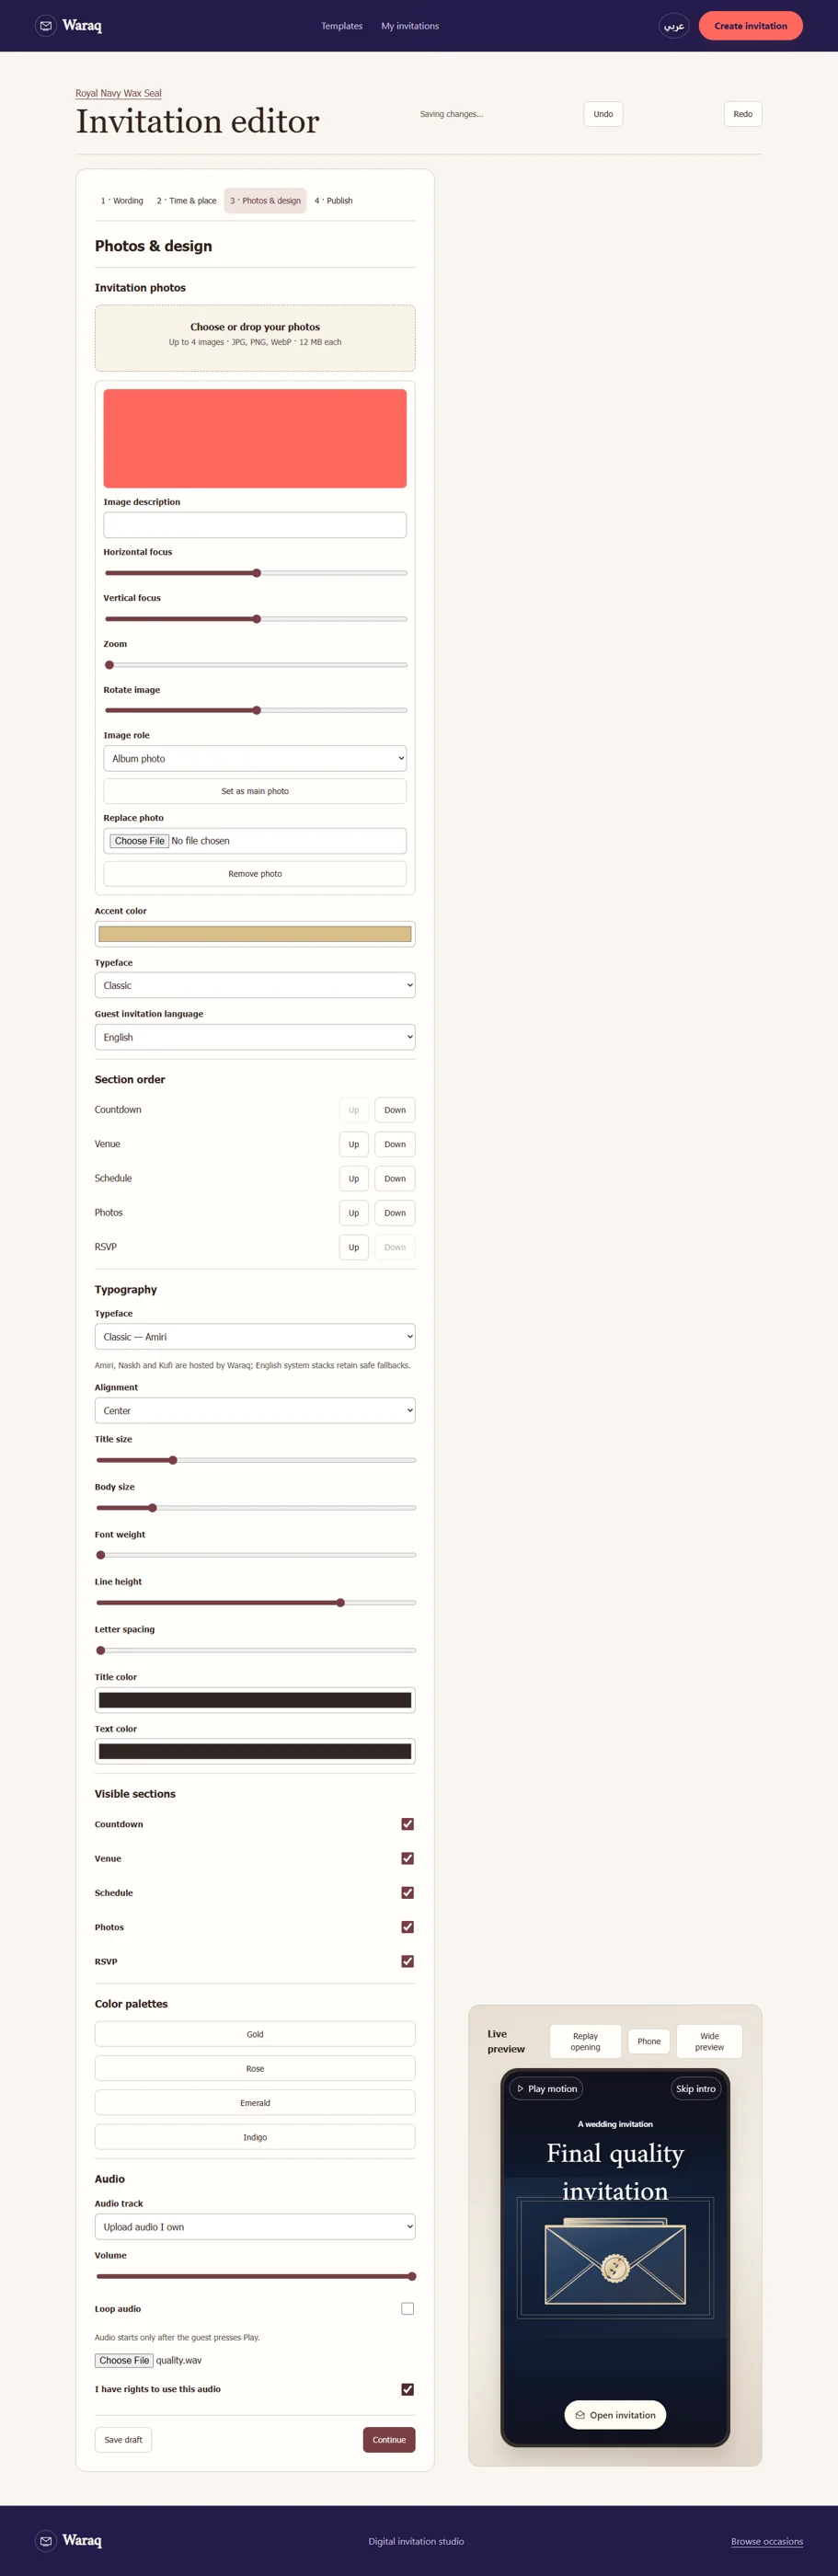 Waraq
Templates
My invitations
عربي
Create invitation
Royal Navy Wax Seal
Invitation editor
Saving changes...
Undo
Redo
1 · Wording
2 · Time & place
3 · Photos & design
4 · Publish
Photos & design
Invitation photos
Choose or drop your photos
Up to 4 images · JPG, PNG, WebP · 12 MB each
Image description
Horizontal focus
Vertical focus
Zoom
Rotate image
Image role
Album photo
Set as main photo
Replace photo
Choose File No file chosen
Remove photo
Accent color
Typeface
Classic
Guest invitation language
English
Section order
Countdown
Up
Down
Venue
Up
Down
Schedule
Up
Down
Photos
Up
Down
RSVP
Up
Down
Typography
Typeface
Classic — Amiri
Amiri, Naskh and Kufi are hosted by Waraq; English system stacks retain safe fallbacks.
Alignment
Center
Title size
Body size
Font weight
Line height
Letter spacing
Title color
Text color
Visible sections
Countdown
Venue
Schedule
Photos
RSVP
Color palettes
Gold
Rose
Emerald
Indigo
Audio
Audio track
Upload audio I own
Volume
Loop audio
Audio starts only after the guest presses Play.
Choose File quality.wav
I have rights to use this audio
Save draft
Continue
Live
preview
Replay
opening
Phone
Wide
preview
Play motion
Skip intro
A wedding invitation
Final quality
invitation
Open invitation
Waraq
Digital invitation studio
Browse occasions